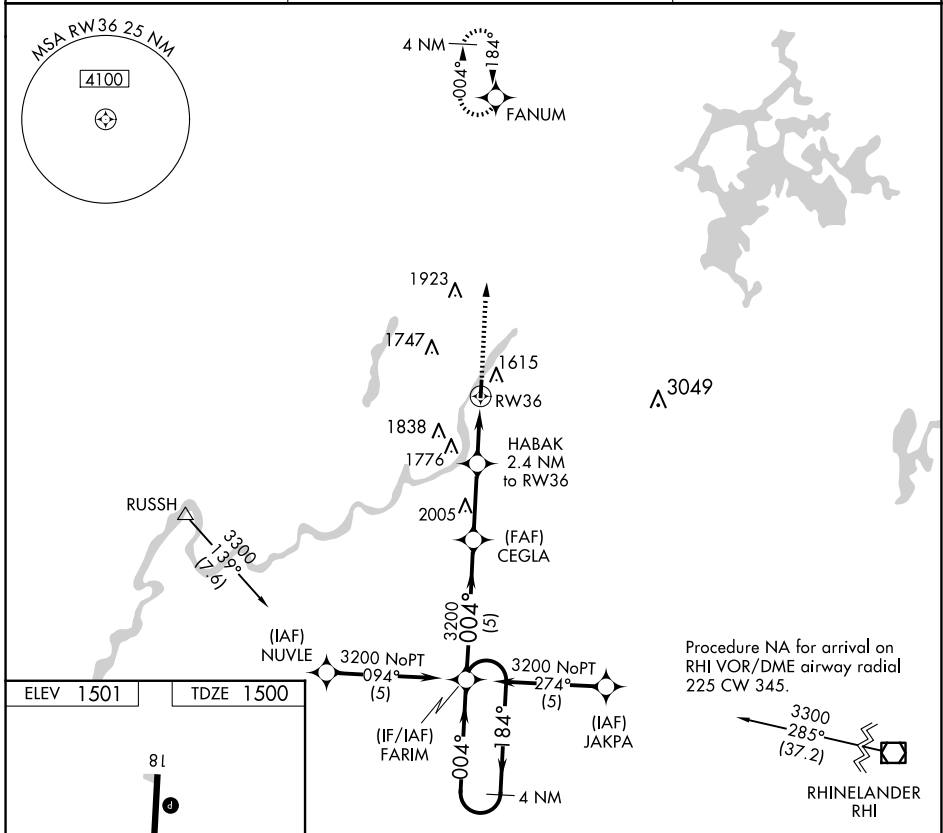 MSA RW36 25 NM
4100
4 NM
004°
184°
FANUM
1923
1747
1615
RW36
3049
1838
1776
HABAK
2.4 NM
to RW36
RUSSH
2005
(FAF)
CEGLA
3300
139°
(7.6)
3200
004°
(5)
(IAF)
NUVLE
3200 NoPT
094°
(5)
3200 NoPT
274°
(5)
(IAF)
JAKPA
(IF/IAF)
FARIM
004°
184°
4 NM
Procedure NA for arrival on
RHI VOR/DME airway radial
225 CW 345.
3300
285°
(37.2)
RHINELANDER
RHI
ELEV 1501
TDZE 1500
18
P